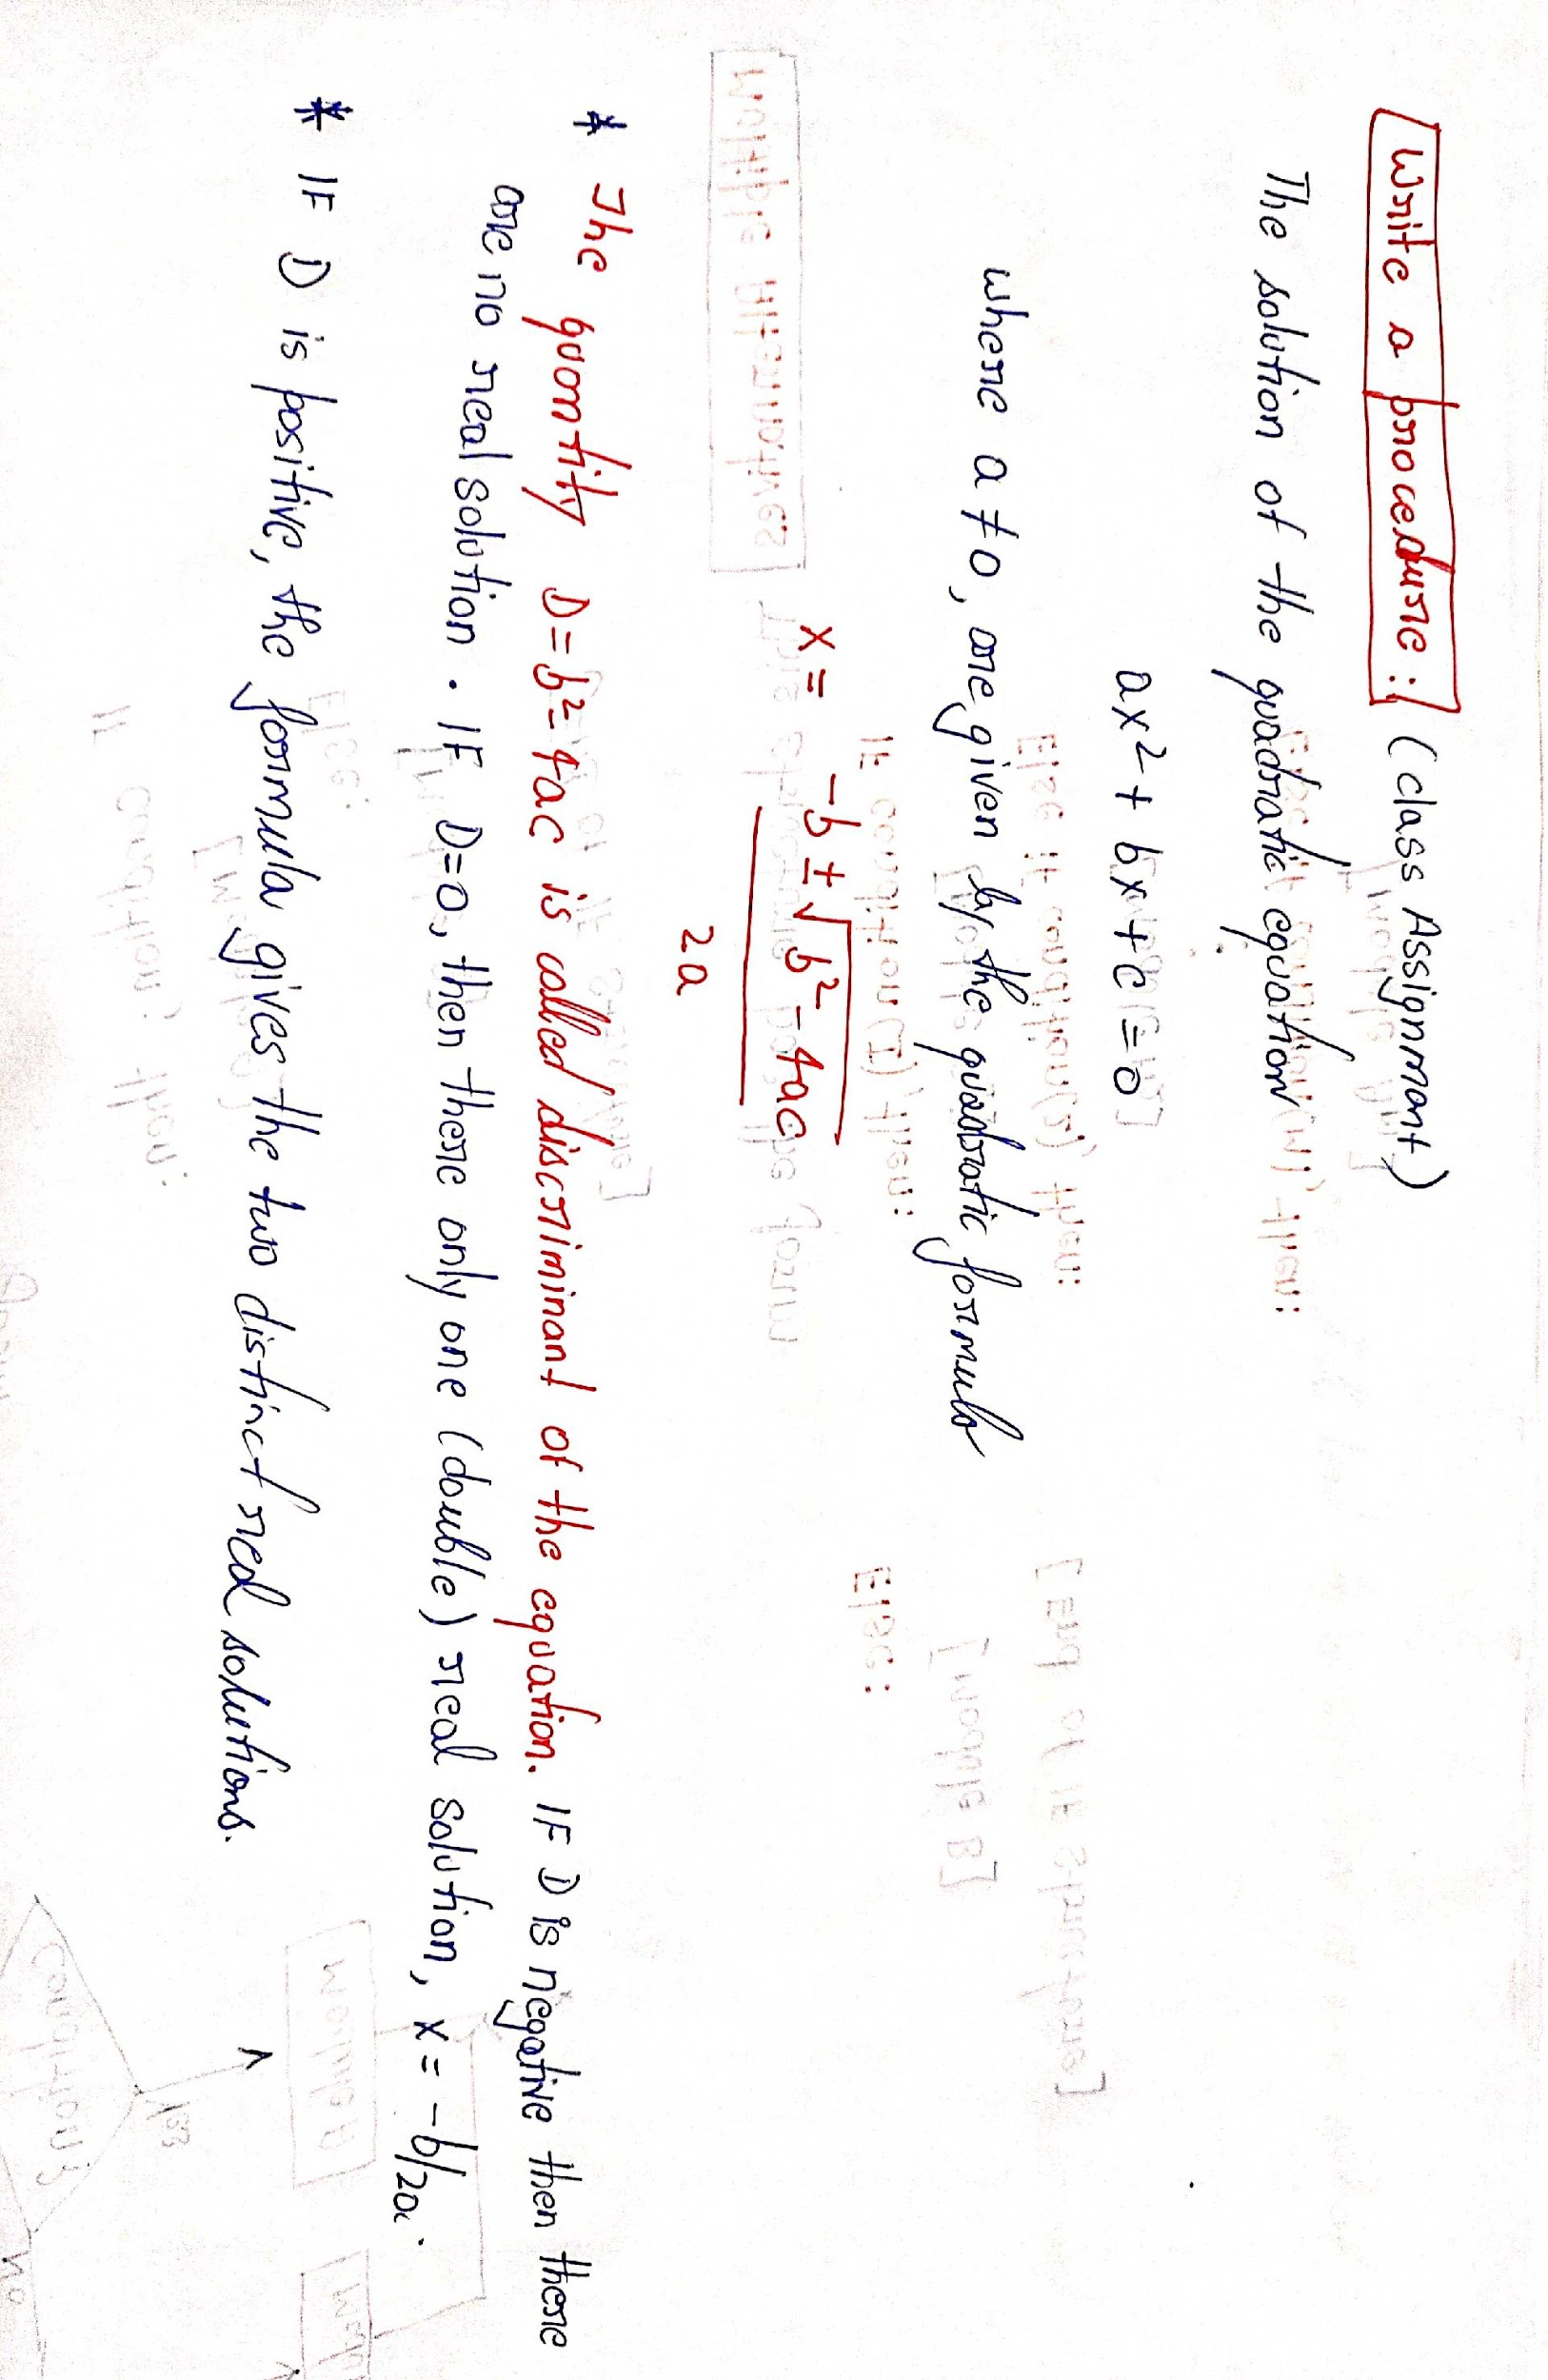 Write a procedure: (class Assignment)
The solution of the quadratic equation
ax² + bx + c = 0
where a ≠ 0, are given by the quadratic formula
x = -b ± √b² - 4ac
2a
* The quantity D = b² - 4ac is called discriminant of the equation. IF D is negative then there
are no real solution. IF D=0, then there only one (double) real solution, x = -b/2a.
* IF D is positive, the formula gives the two distinct real solutions.